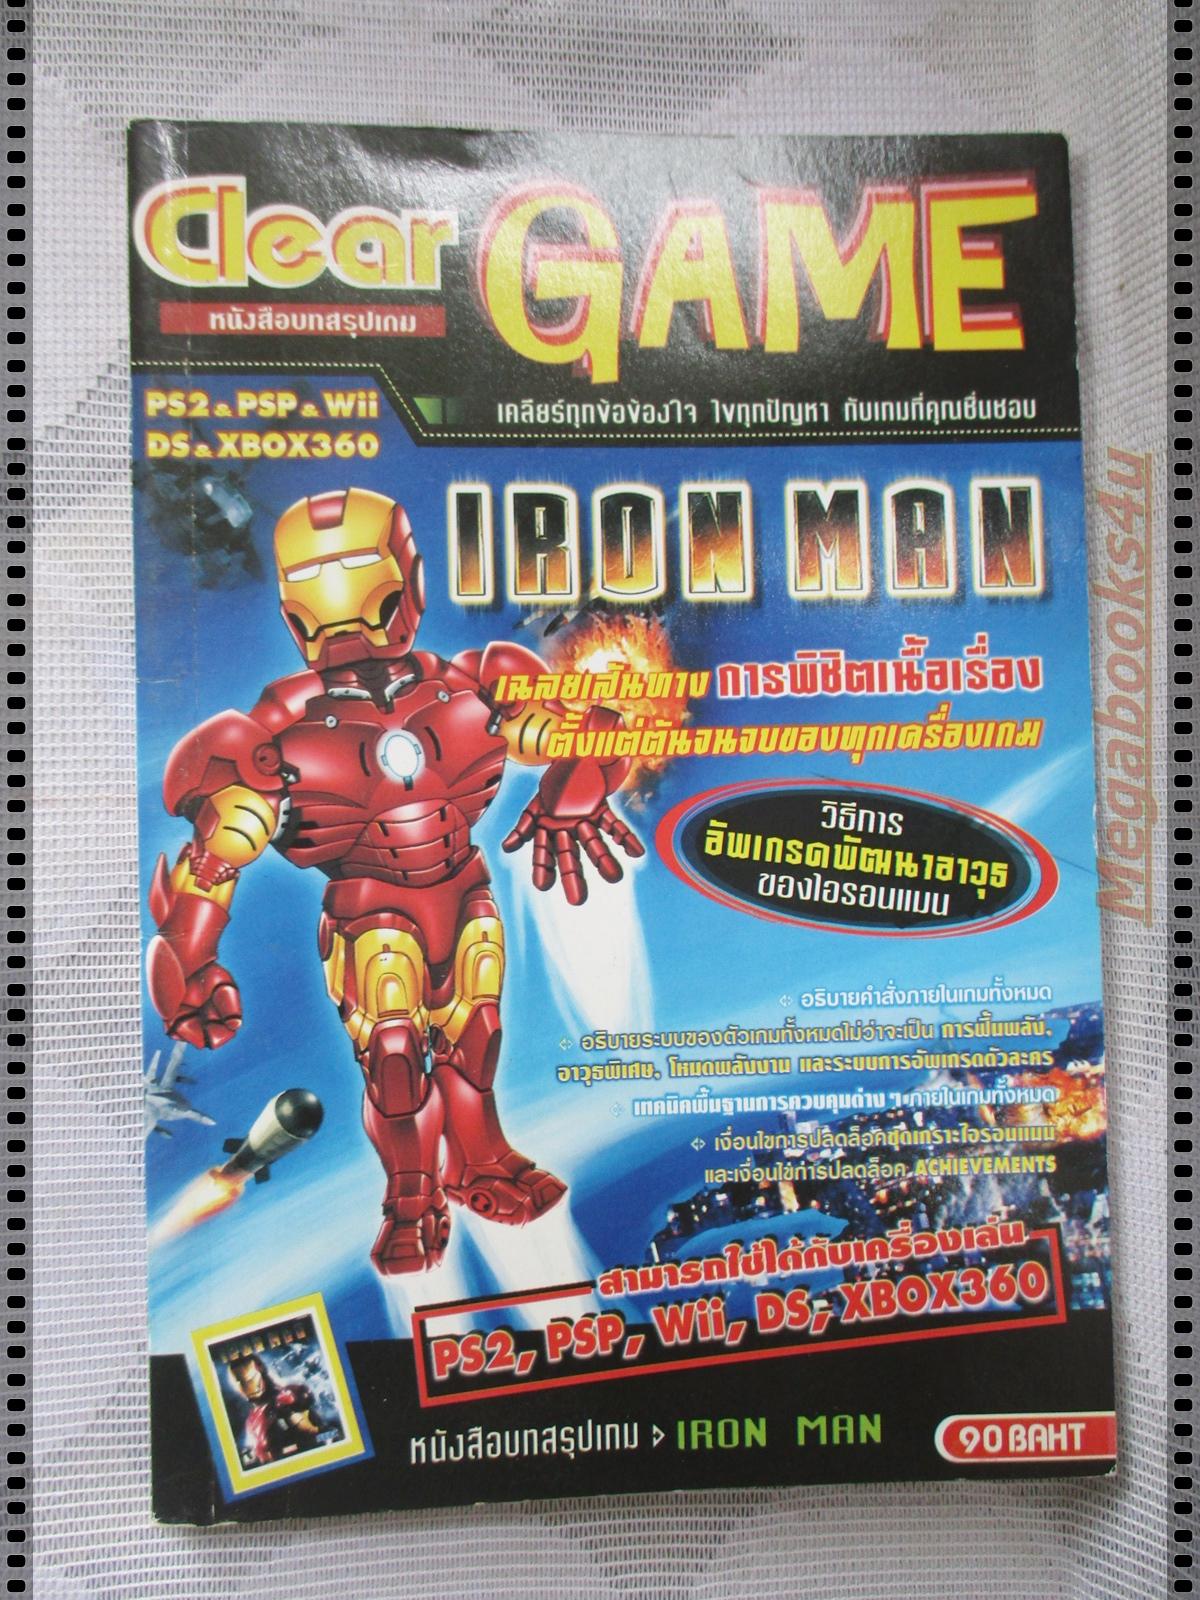 Clear GAME
หนังสือบทสรุปเกม
PS2 & PSP & Wii
DS & XBOX360
เคลียร์ทุกข้อข้องใจ ไขทุกปัญหา กับเกมที่คุณชื่นชอบ
IRON MAN
เฉลยเส้นทาง การพิชิตเนื้อเรื่อง
ตั้งแต่ต้นจนจบของทุกเครื่องเกม
วิธีการ
อัพเกรดพัฒนาอาวุธ
ของไอรอนแมน
อธิบายคำสั่งภายในเกมทั้งหมด
อธิบายระบบของตัวเกมทั้งหมดไม่ว่าจะเป็น การฟื้นพลัง,
อาวุธพิเศษ, โหมดพลังงาน และระบบการอัพเกรดตัวละคร
เทคนิคพื้นฐานการควบคุมต่าง ๆ ภายในเกมทั้งหมด
เงื่อนไขการปลดล็อคชุดเกราะไอรอนแมน
และเงื่อนไขการปลดล็อค ACHIEVEMENTS
สามารถใช้ได้กับเครื่องเล่น
PS2, PSP, Wii, DS, XBOX360
IRON MAN
หนังสือบทสรุปเกม IRON MAN
90 BAHT
Megabooks4u